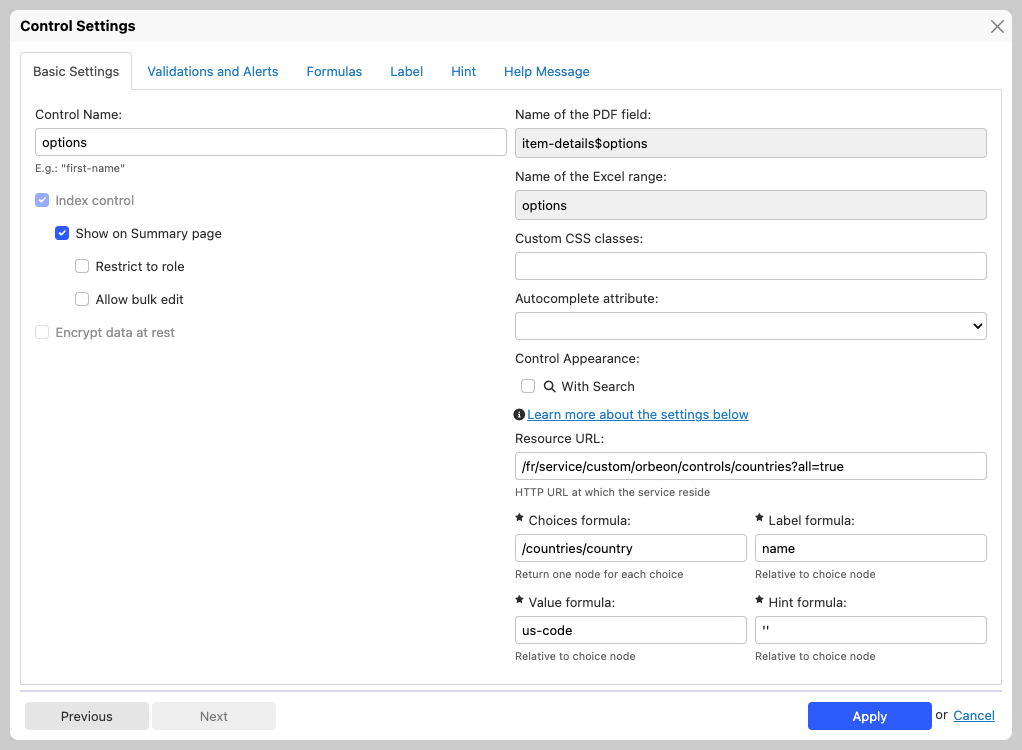 Control Settings
Basic Settings
Validations and Alerts
Formulas
Label
Hint
Help Message
Control Name:
options
E.g.: "first-name"
Index control
Show on Summary page
Restrict to role
Allow bulk edit
Encrypt data at rest
Name of the PDF field:
item-details$options
Name of the Excel range:
options
Custom CSS classes:
Autocomplete attribute:
Control Appearance:
With Search
Learn more about the settings below
Resource URL:
/fr/service/custom/orbeon/controls/countries?all=true
HTTP URL at which the service reside
Choices formula:
/countries/country
Return one node for each choice
Label formula:
name
Relative to choice node
Value formula:
us-code
Relative to choice node
Hint formula:
''
Relative to choice node
Previous
Next
Apply
or Cancel